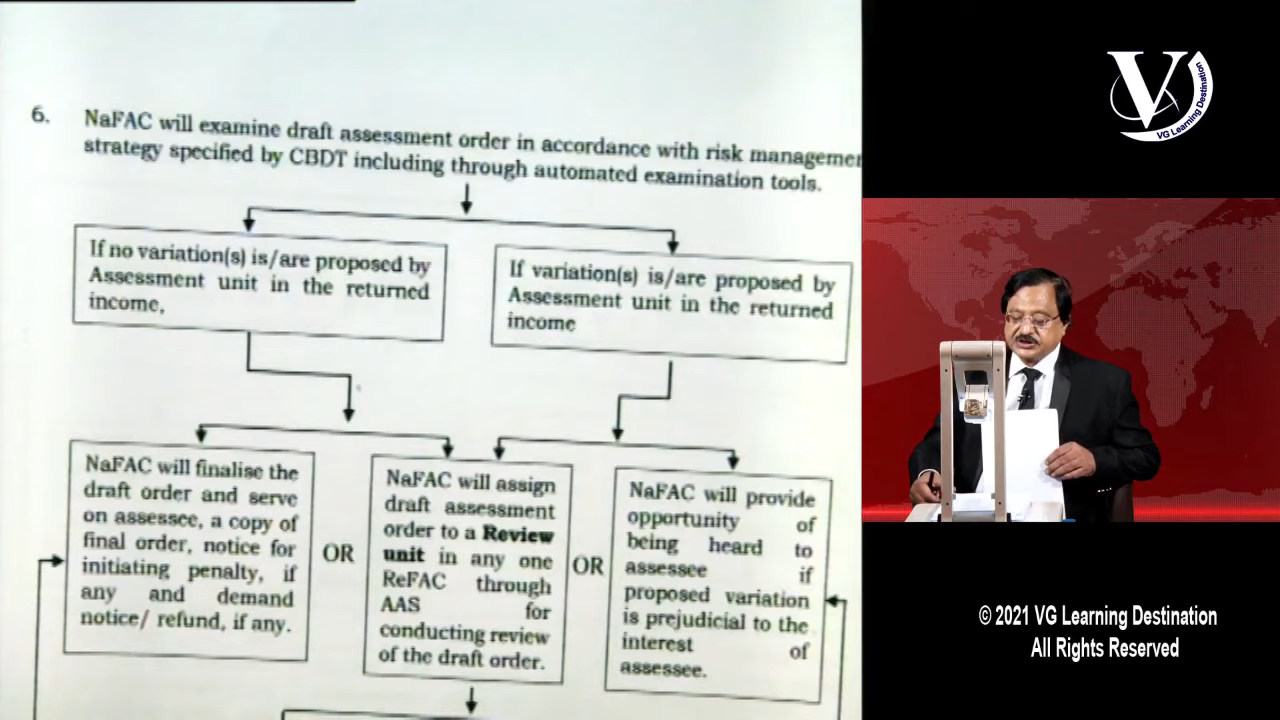 6. NaFAC will examine draft assessment order in accordance with risk managemer
strategy specified by CBDT including through automated examination tools.
If no variation(s) is/are proposed by
Assessment unit in the returned
income,
If variation(s) is/are proposed by
Assessment unit in the returned
income
NaFAC will finalise the
draft order and serve
on assessee, a copy of
final order, notice for
initiating penalty, if
any and demand
notice/ refund, if any.
OR
NaFAC will assign
draft assessment
order to a Review
unit in any one
ReFAC through
AAS for
conducting review
of the draft order.
OR
NaFAC will provide
opportunity of
being heard to
assessee if
proposed variation
is prejudicial to the
interest of
assessee.
V
VG Learning Destination
© 2021 VG Learning Destination
All Rights Reserved